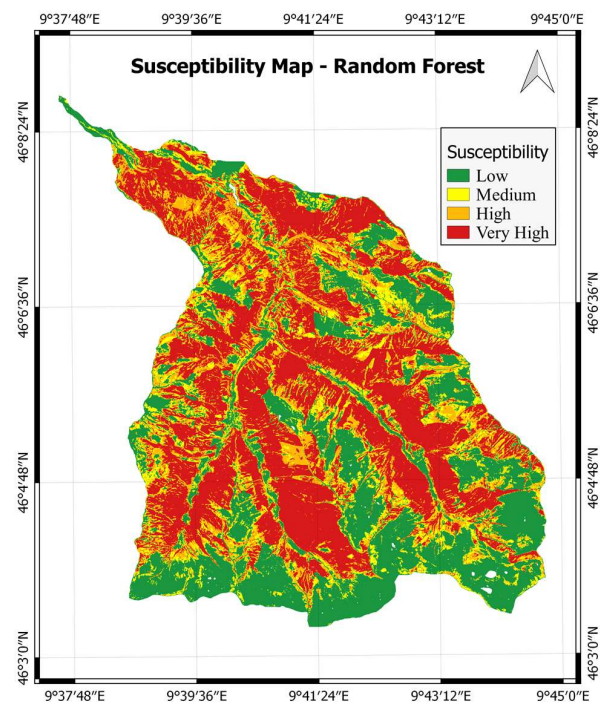 9°37'48"E 9°39'36"E 9°41'24"E 9°43'12"E 9°45'0"E
Susceptibility Map - Random Forest
46°8'24"N 46°8'24"N
Susceptibility
Low
Medium
High
Very High
46°6'36"N 46°6'36"N
46°4'48"N 46°4'48"N
46°3'0"N 46°3'0"N
9°37'48"E 9°39'36"E 9°41'24"E 9°43'12"E 9°45'0"E